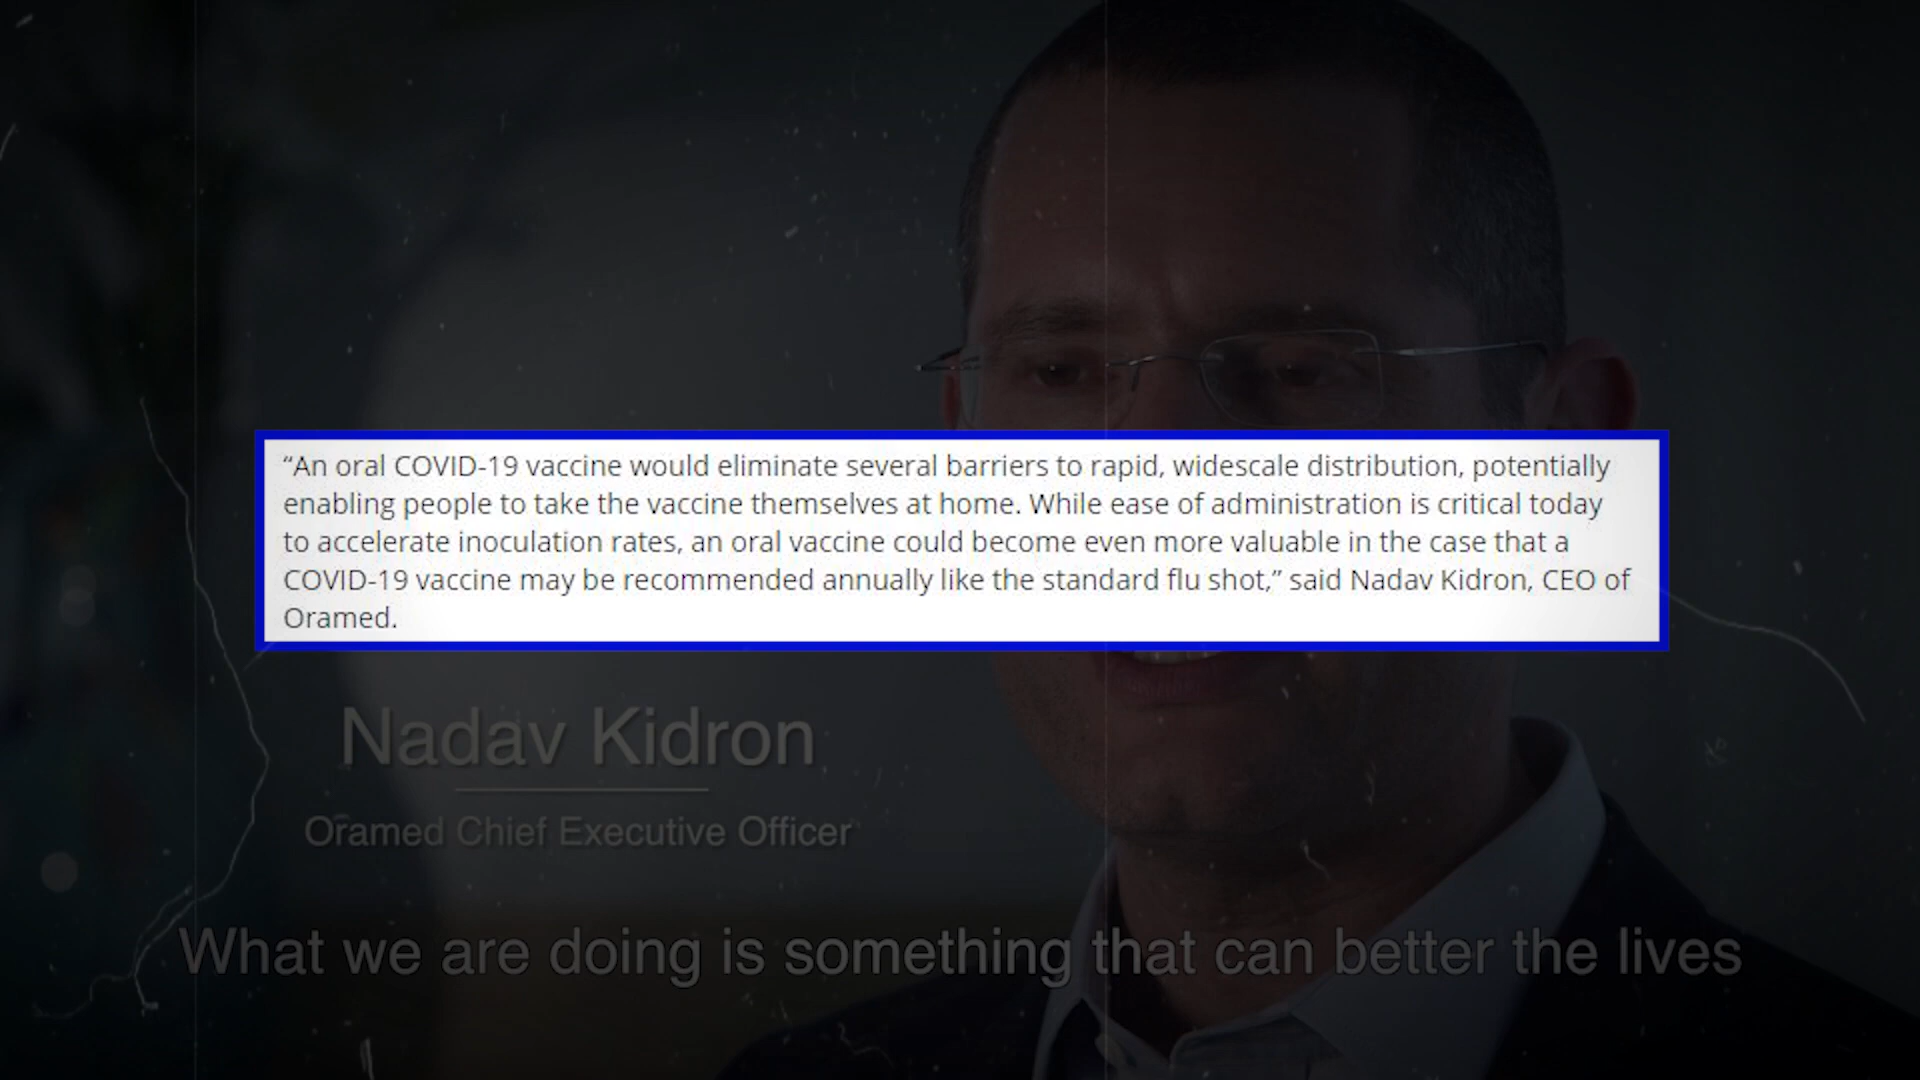 “An oral COVID-19 vaccine would eliminate several barriers to rapid, widescale distribution, potentially
enabling people to take the vaccine themselves at home. While ease of administration is critical today
to accelerate inoculation rates, an oral vaccine could become even more valuable in the case that a
COVID-19 vaccine may be recommended annually like the standard flu shot,” said Nadav Kidron, CEO of
Oramed.
Nadav Kidron
Oramed Chief Executive Officer
What we are doing is something that can better the lives